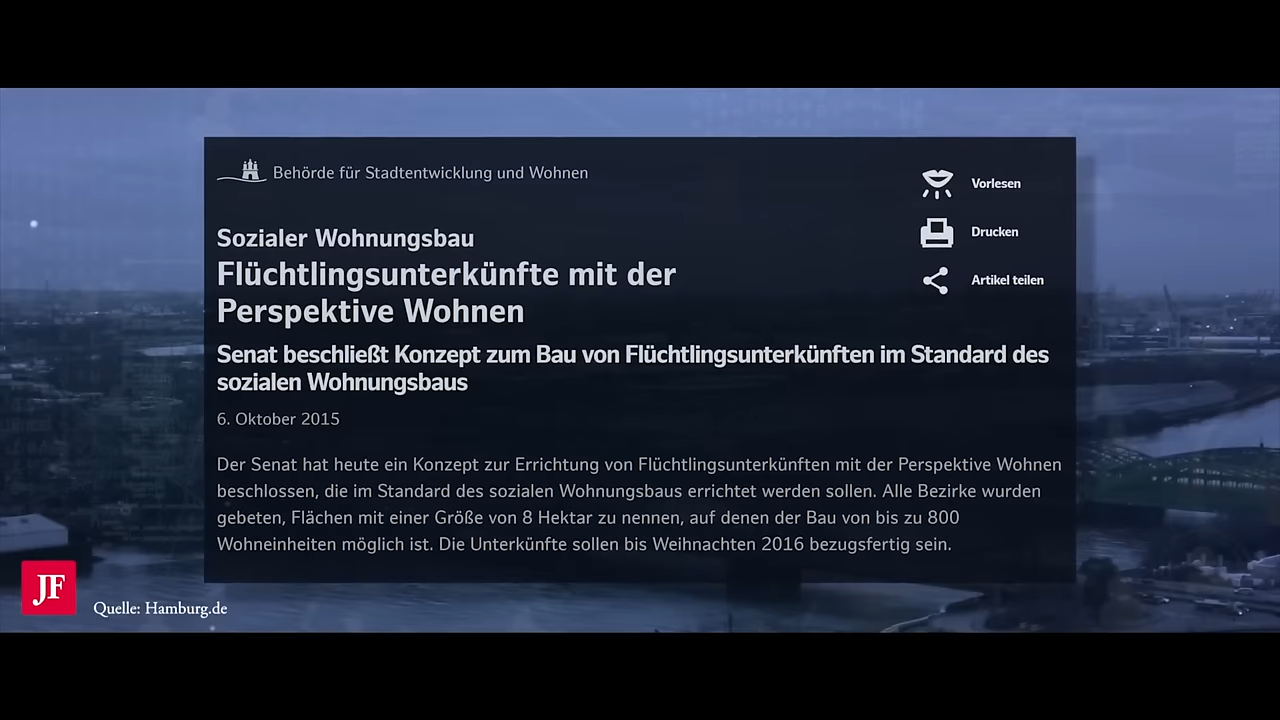 Behörde für Stadtentwicklung und Wohnen
Vorlesen
Drucken
Artikel teilen
Sozialer Wohnungsbau
Flüchtlingsunterkünfte mit der
Perspektive Wohnen
Senat beschließt Konzept zum Bau von Flüchtlingsunterkünften im Standard des
sozialen Wohnungsbaus
6. Oktober 2015
Der Senat hat heute ein Konzept zur Errichtung von Flüchtlingsunterkünften mit der Perspektive Wohnen
beschlossen, die im Standard des sozialen Wohnungsbaus errichtet werden sollen. Alle Bezirke wurden
gebeten, Flächen mit einer Größe von 8 Hektar zu nennen, auf denen der Bau von bis zu 800
Wohneinheiten möglich ist. Die Unterkünfte sollen bis Weihnachten 2016 bezugsfertig sein.
JF
Quelle: Hamburg.de